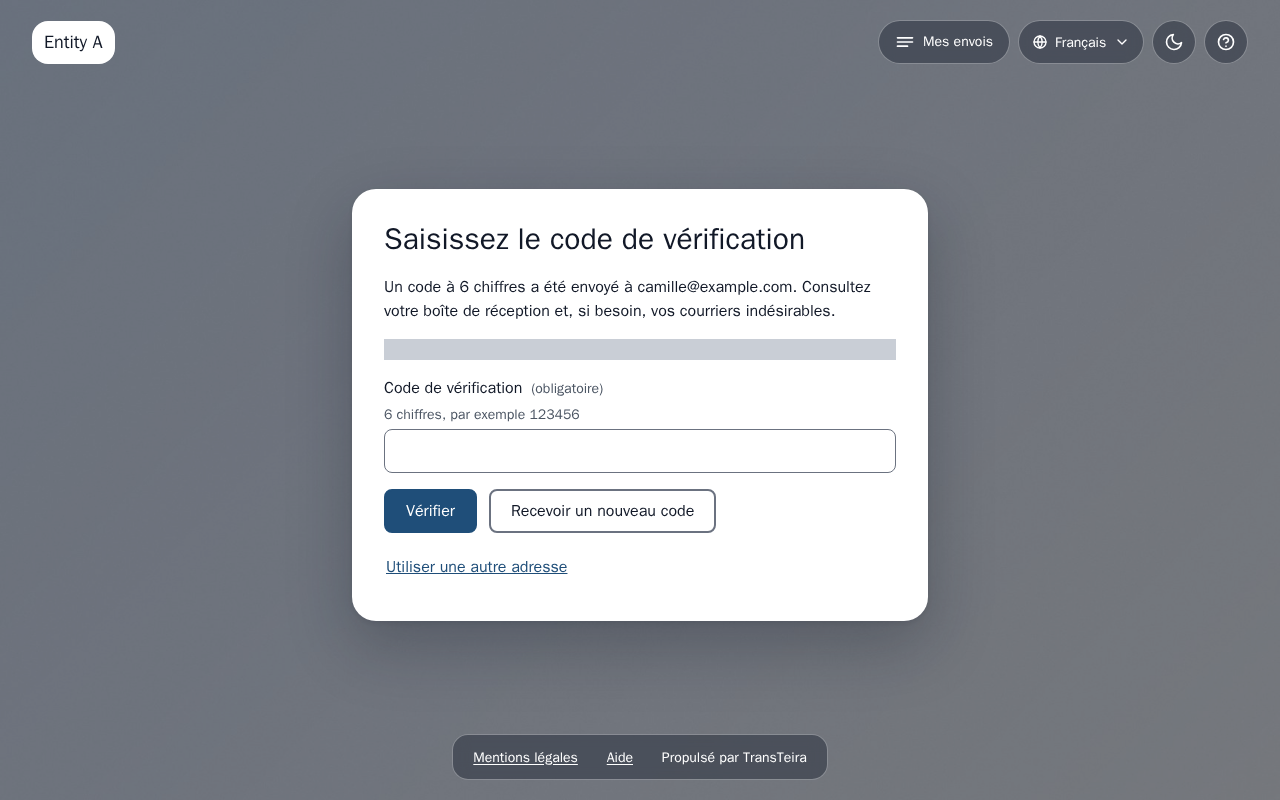 Entity A
Mes envois
Français
Saisissez le code de vérification
Un code à 6 chiffres a été envoyé à camille@example.com. Consultez
votre boîte de réception et, si besoin, vos courriers indésirables.
Code de vérification (obligatoire)
6 chiffres, par exemple 123456
Vérifier
Recevoir un nouveau code
Utiliser une autre adresse
Mentions légales
Aide
Propulsé par TransTeira